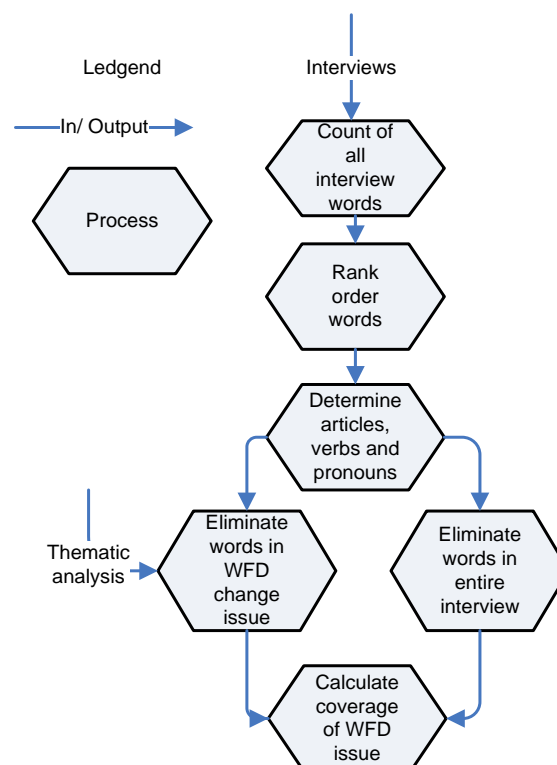 Ledgend
In/ Output
Process
Interviews
Count of
all
interview
words
Rank
order
words
Determine
articles,
verbs and
pronouns
Thematic
analysis
Eliminate
words in
WFD
change
issue
Eliminate
words in
entire
interview
Calculate
coverage
of WFD
issue